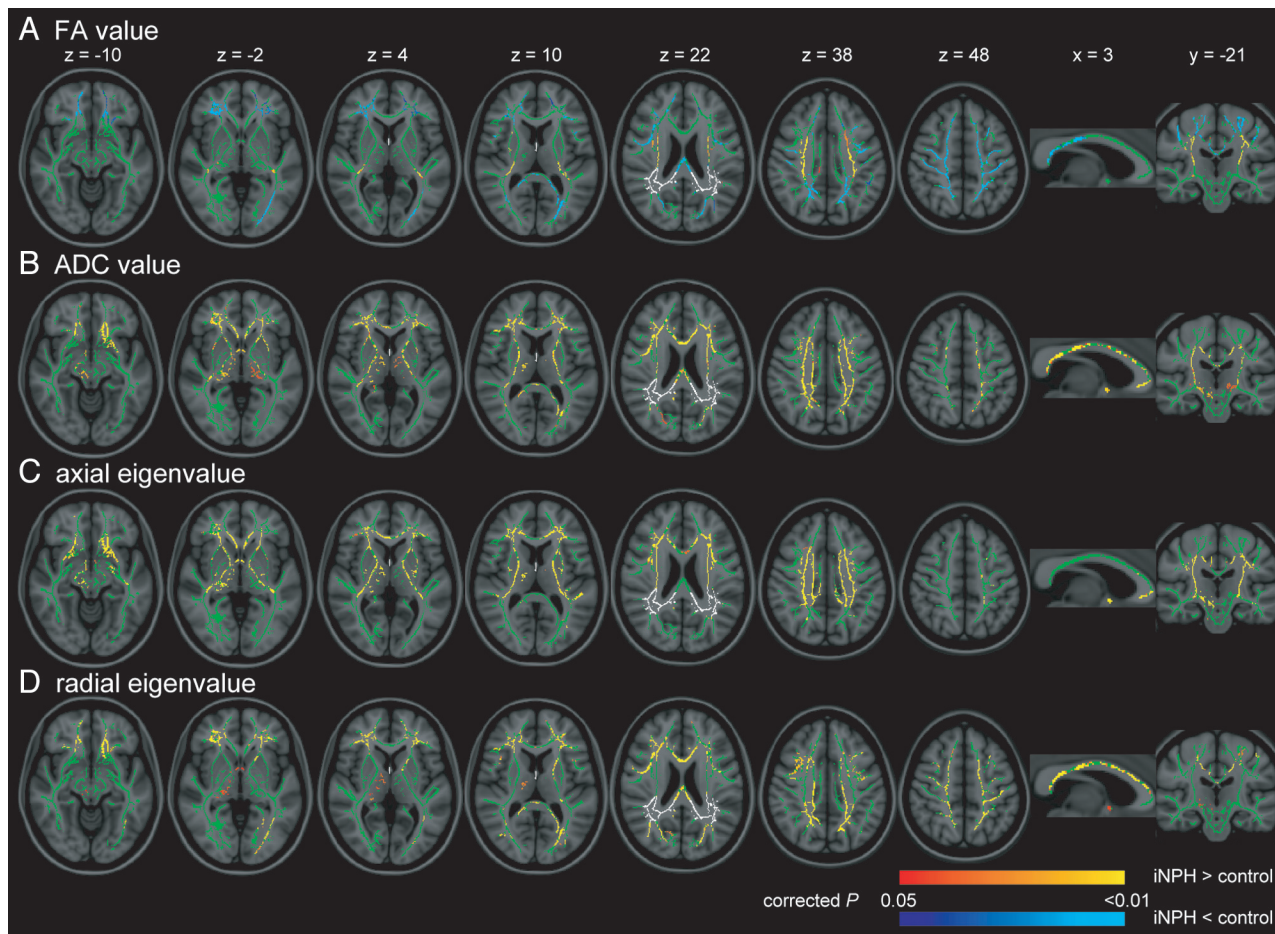 A FA value
z = -10 z = -2 z = 4 z = 10 z = 22 z = 38 z = 48 x = 3 y = -21
B ADC value
C axial eigenvalue
D radial eigenvalue
iNPH > control
corrected P 0.05 <0.01
iNPH < control